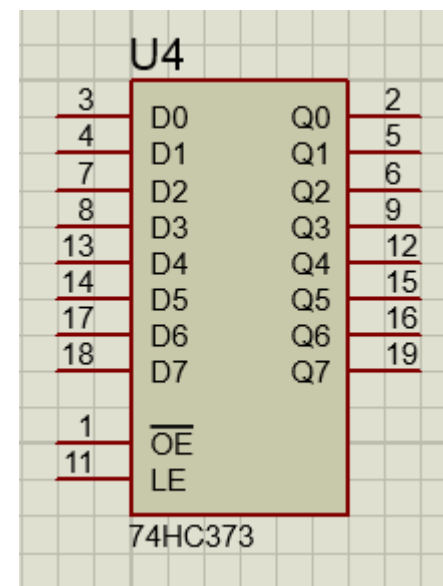 U4
3 D0 Q0 2
4 D1 Q1 5
7 D2 Q2 6
8 D3 Q3 9
13 D4 Q4 12
14 D5 Q5 15
17 D6 Q6 16
18 D7 Q7 19
1 O̅E̅
11 LE
74HC373